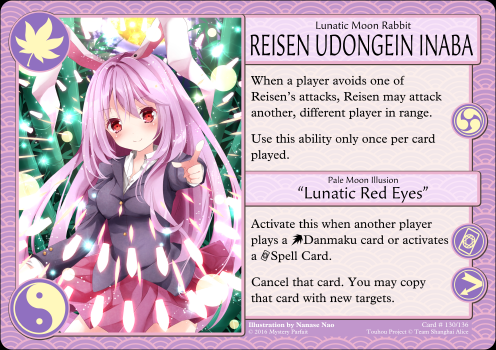 Lunatic Moon Rabbit
REISEN UDONGEIN INABA
When a player avoids one of
Reisen's attacks, Reisen may attack
another, different player in range.
Use this ability only once per card
played.
Pale Moon Illusion
“Lunatic Red Eyes”
Activate this when another player
plays a Danmaku card or activates
a Spell Card.
Cancel that card. You may copy
that card with new targets.
Illustration by Nanase Nao
© 2016 Mystery Parfait
Card # 130/136
Touhou Project © Team Shanghai Alice